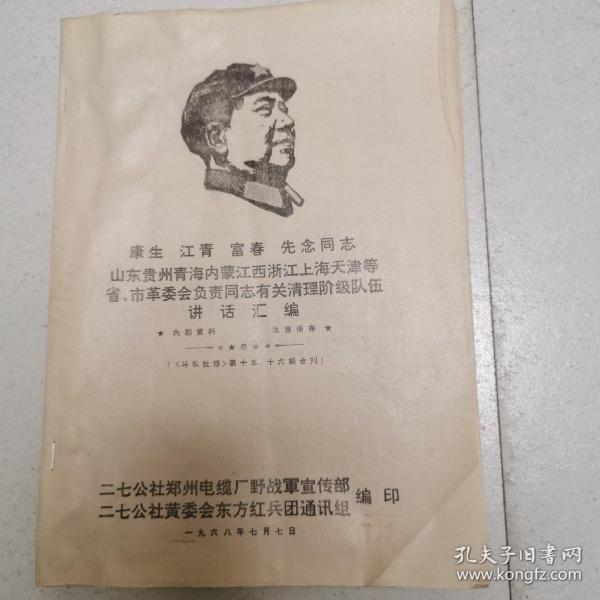 康生 江青 富春 先念同志
山东贵州青海内蒙江西浙江上海天津等
省、市革委会负责同志有关清理阶级队伍
讲话汇编
★ 内部资料 注意保存 ★
(《斗私批修》第十五、十六期合刊)
二七公社郑州电缆厂野战軍宣传部
二七公社黄委会东方红兵团通讯组 编印
一九六八年七月七日
孔夫子旧书网
www.kongfz.com